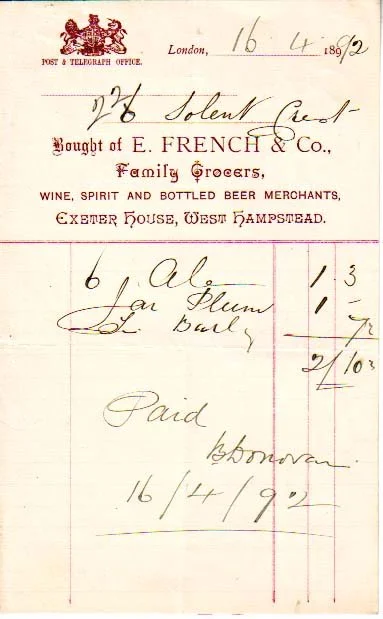 POST & TELEGRAPH OFFICE.
London, 16 4 1892
Solent Crest
Bought of E. FRENCH & Co.,
Family Grocers,
WINE, SPIRIT AND BOTTLED BEER MERCHANTS,
EXETER HOUSE, WEST HAMPSTEAD.
6 Ale 1 3
Jar Plum 1 -
Barley 7½
2/10½
Paid
B Donovan
16/4/92